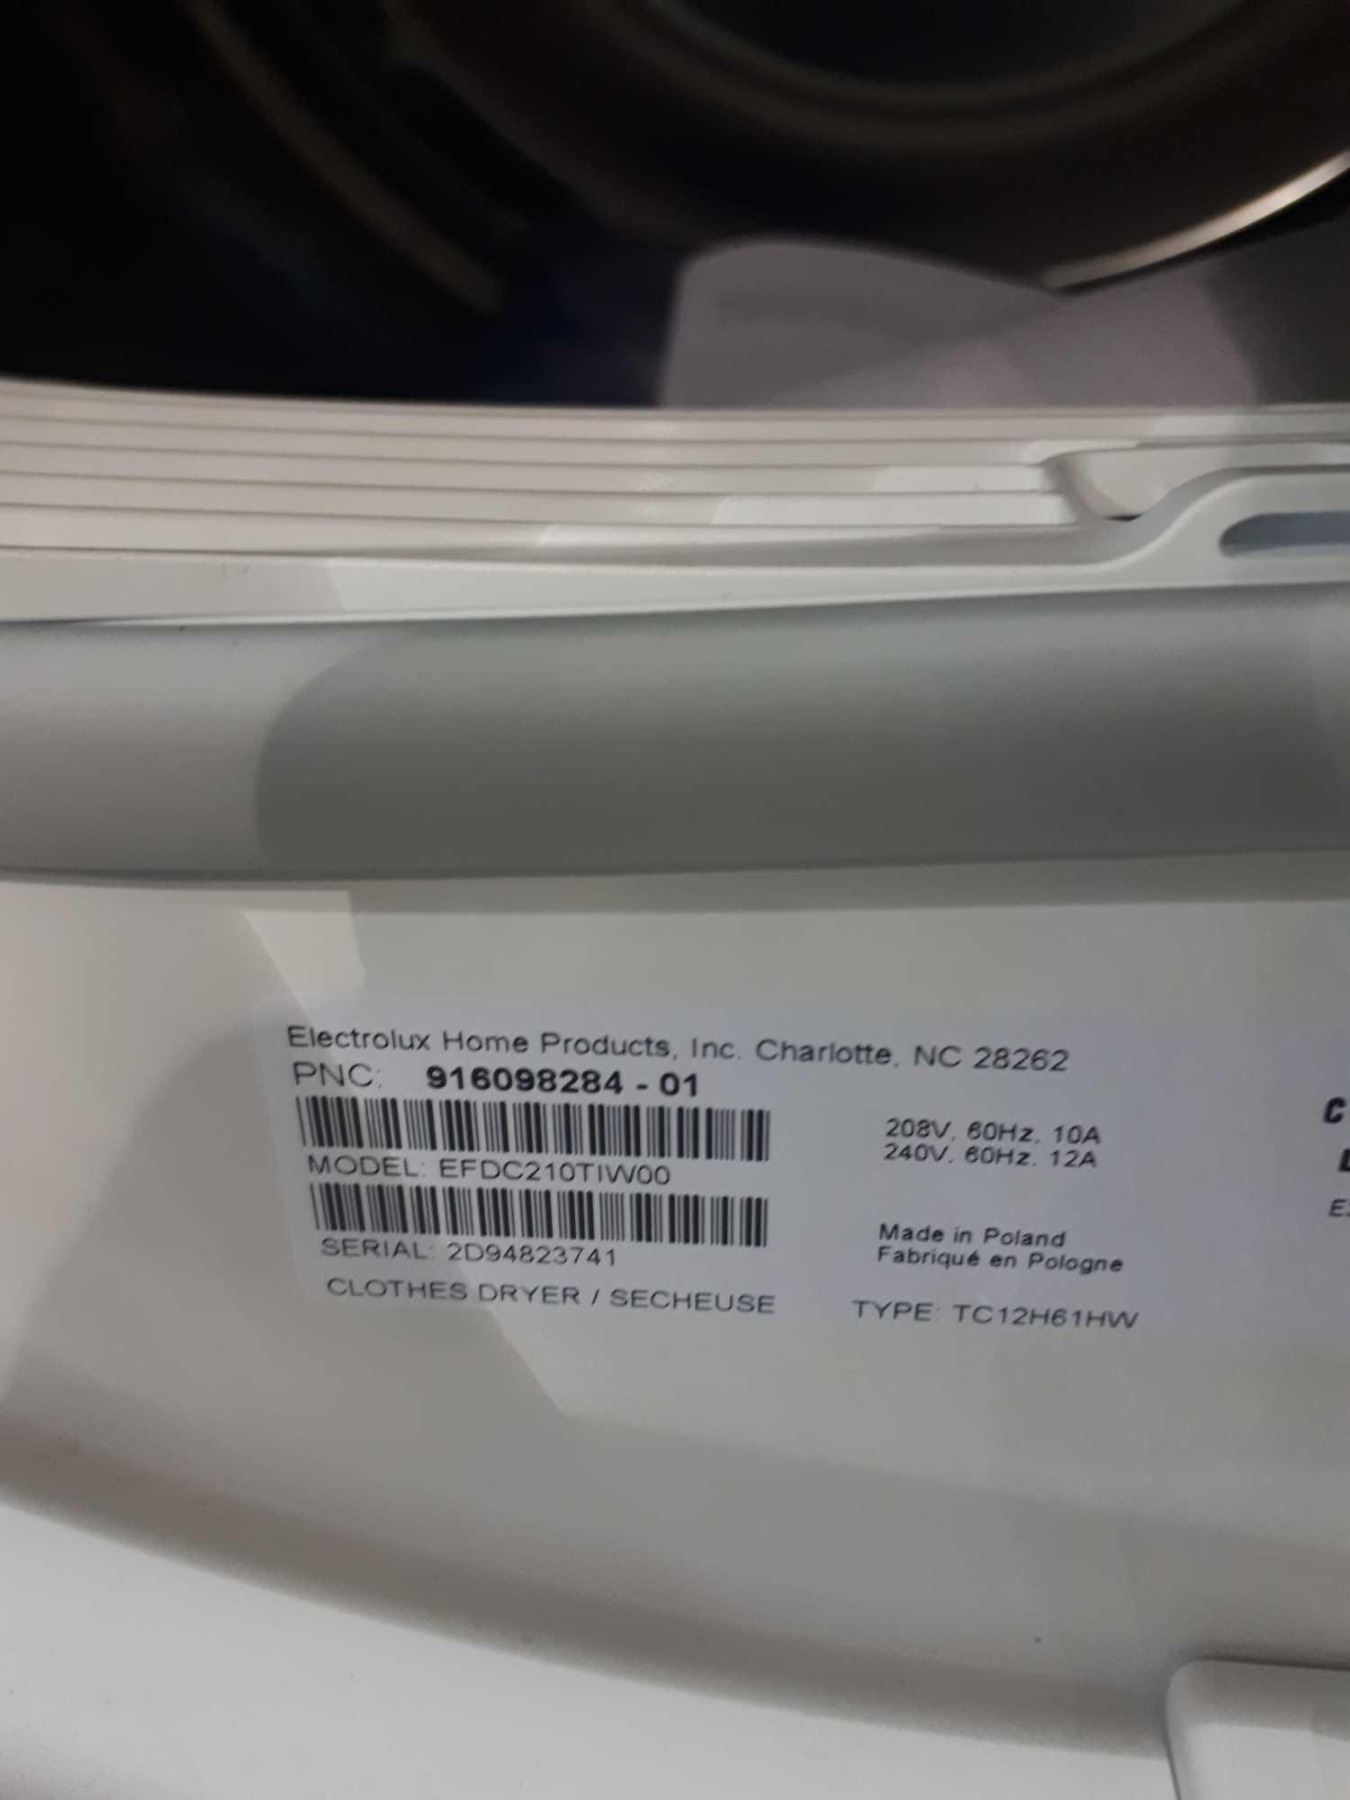 Electrolux Home Products, Inc. Charlotte, NC 28262
PNC: 916098284 - 01
208V, 60Hz, 10A
240V, 60Hz, 12A
MODEL: EFDC210TIW00
Made in Poland
Fabriqué en Pologne
SERIAL: 2D94823741
CLOTHES DRYER / SECHEUSE
TYPE: TC12H61HW